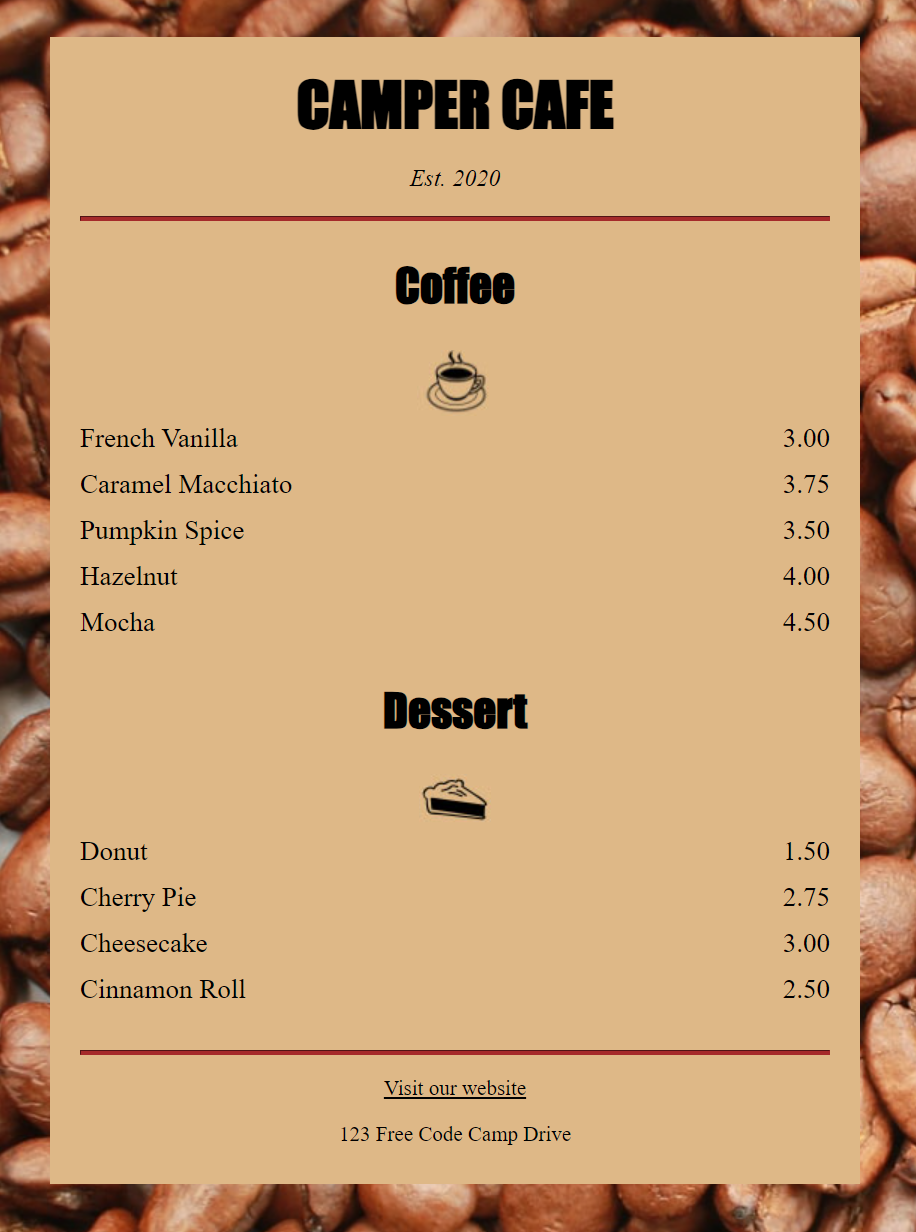 CAMPER CAFE
Est. 2020
Coffee
French Vanilla 3.00
Caramel Macchiato 3.75
Pumpkin Spice 3.50
Hazelnut 4.00
Mocha 4.50
Dessert
Donut 1.50
Cherry Pie 2.75
Cheesecake 3.00
Cinnamon Roll 2.50
Visit our website
123 Free Code Camp Drive